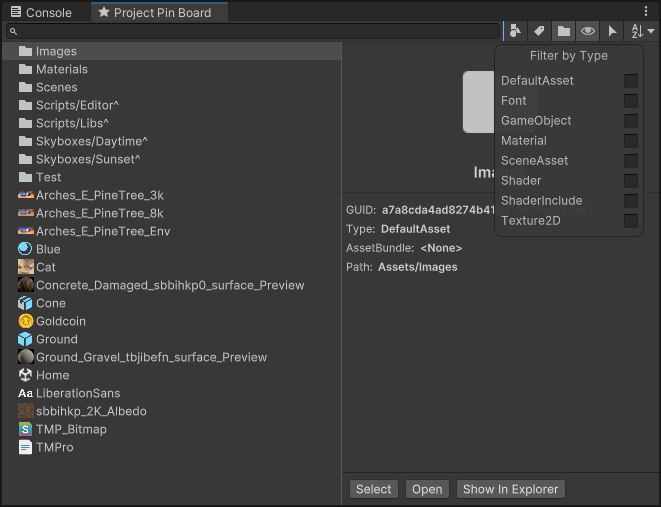 Console
Project Pin Board
Filter by Type
DefaultAsset
Font
GameObject
Material
SceneAsset
Shader
ShaderInclude
Texture2D
Images
Materials
Scenes
Scripts/Editor^
Scripts/Libs^
Skyboxes/Daytime^
Skyboxes/Sunset^
Test
Arches_E_PineTree_3k
Arches_E_PineTree_8k
Arches_E_PineTree_Env
Blue
Cat
Concrete_Damaged_sbbihkp0_surface_Preview
Cone
Goldcoin
Ground
Ground_Gravel_tbjibefn_surface_Preview
Home
Aa LiberationSans
sbbihkp_2K_Albedo
TMP_Bitmap
TMPro
GUID: a7a8cda4ad8274b41
Type: DefaultAsset
AssetBundle: <None>
Path: Assets/Images
Select
Open
Show In Explorer